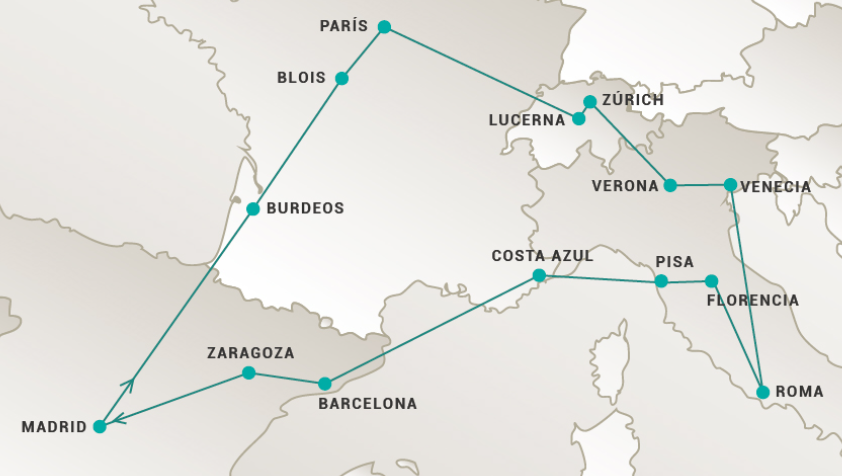 PARÍS
BLOIS
ZÚRICH
LUCERNA
VERONA
VENECIA
BURDEOS
COSTA AZUL
PISA
FLORENCIA
ZARAGOZA
ROMA
BARCELONA
MADRID